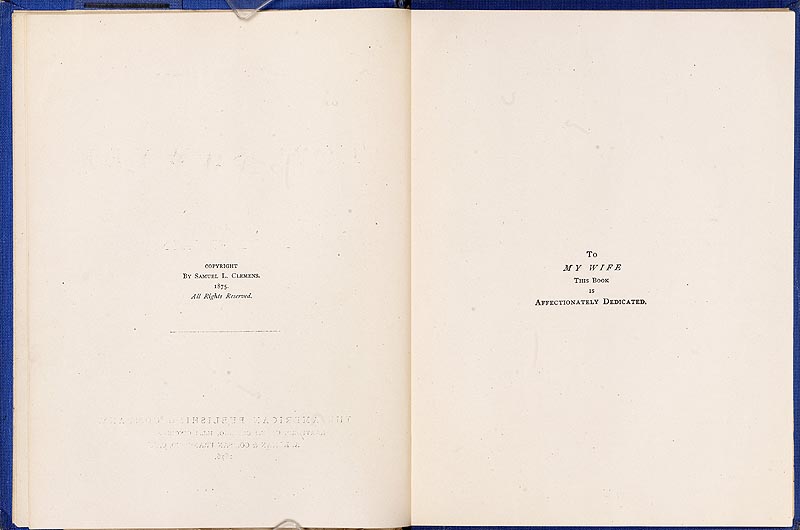 COPYRIGHT
BY SAMUEL L. CLEMENS.
1875.
All Rights Reserved.
TO
MY WIFE
THIS BOOK
IS
AFFECTIONATELY DEDICATED.